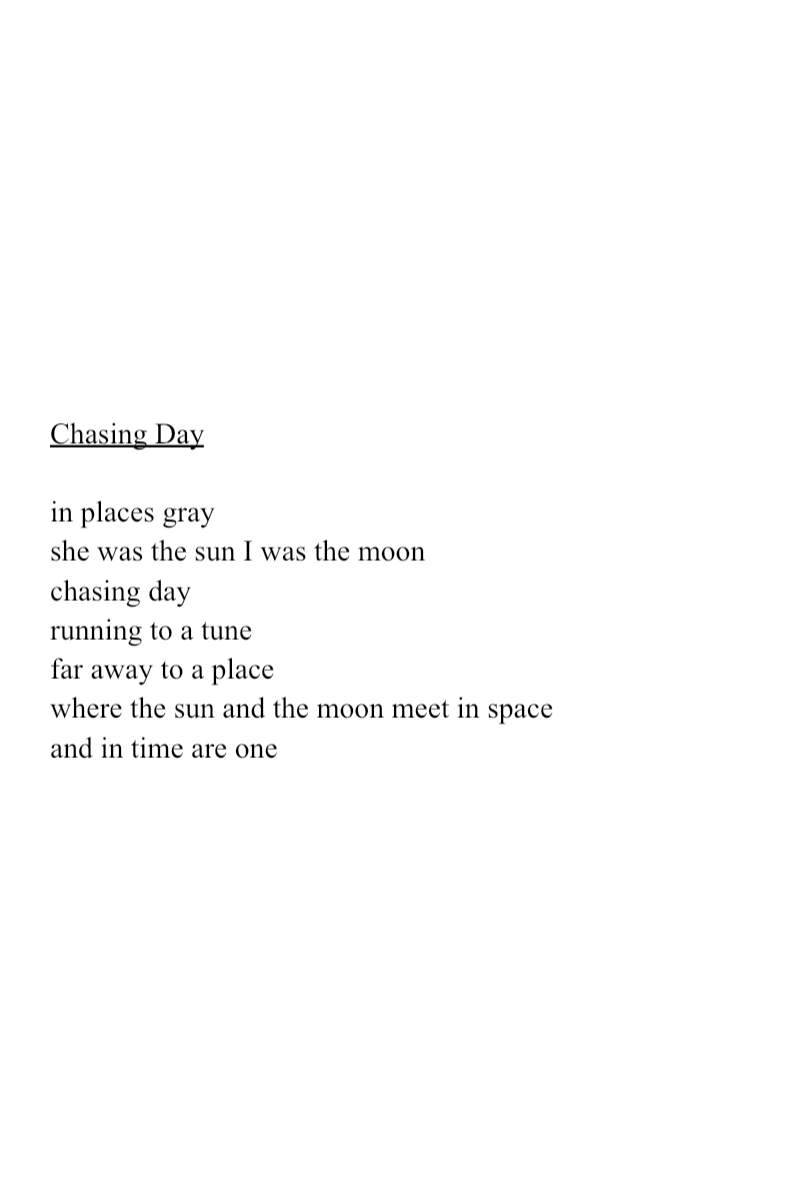 Chasing Day
in places gray
she was the sun I was the moon
chasing day
running to a tune
far away to a place
where the sun and the moon meet in space
and in time are one